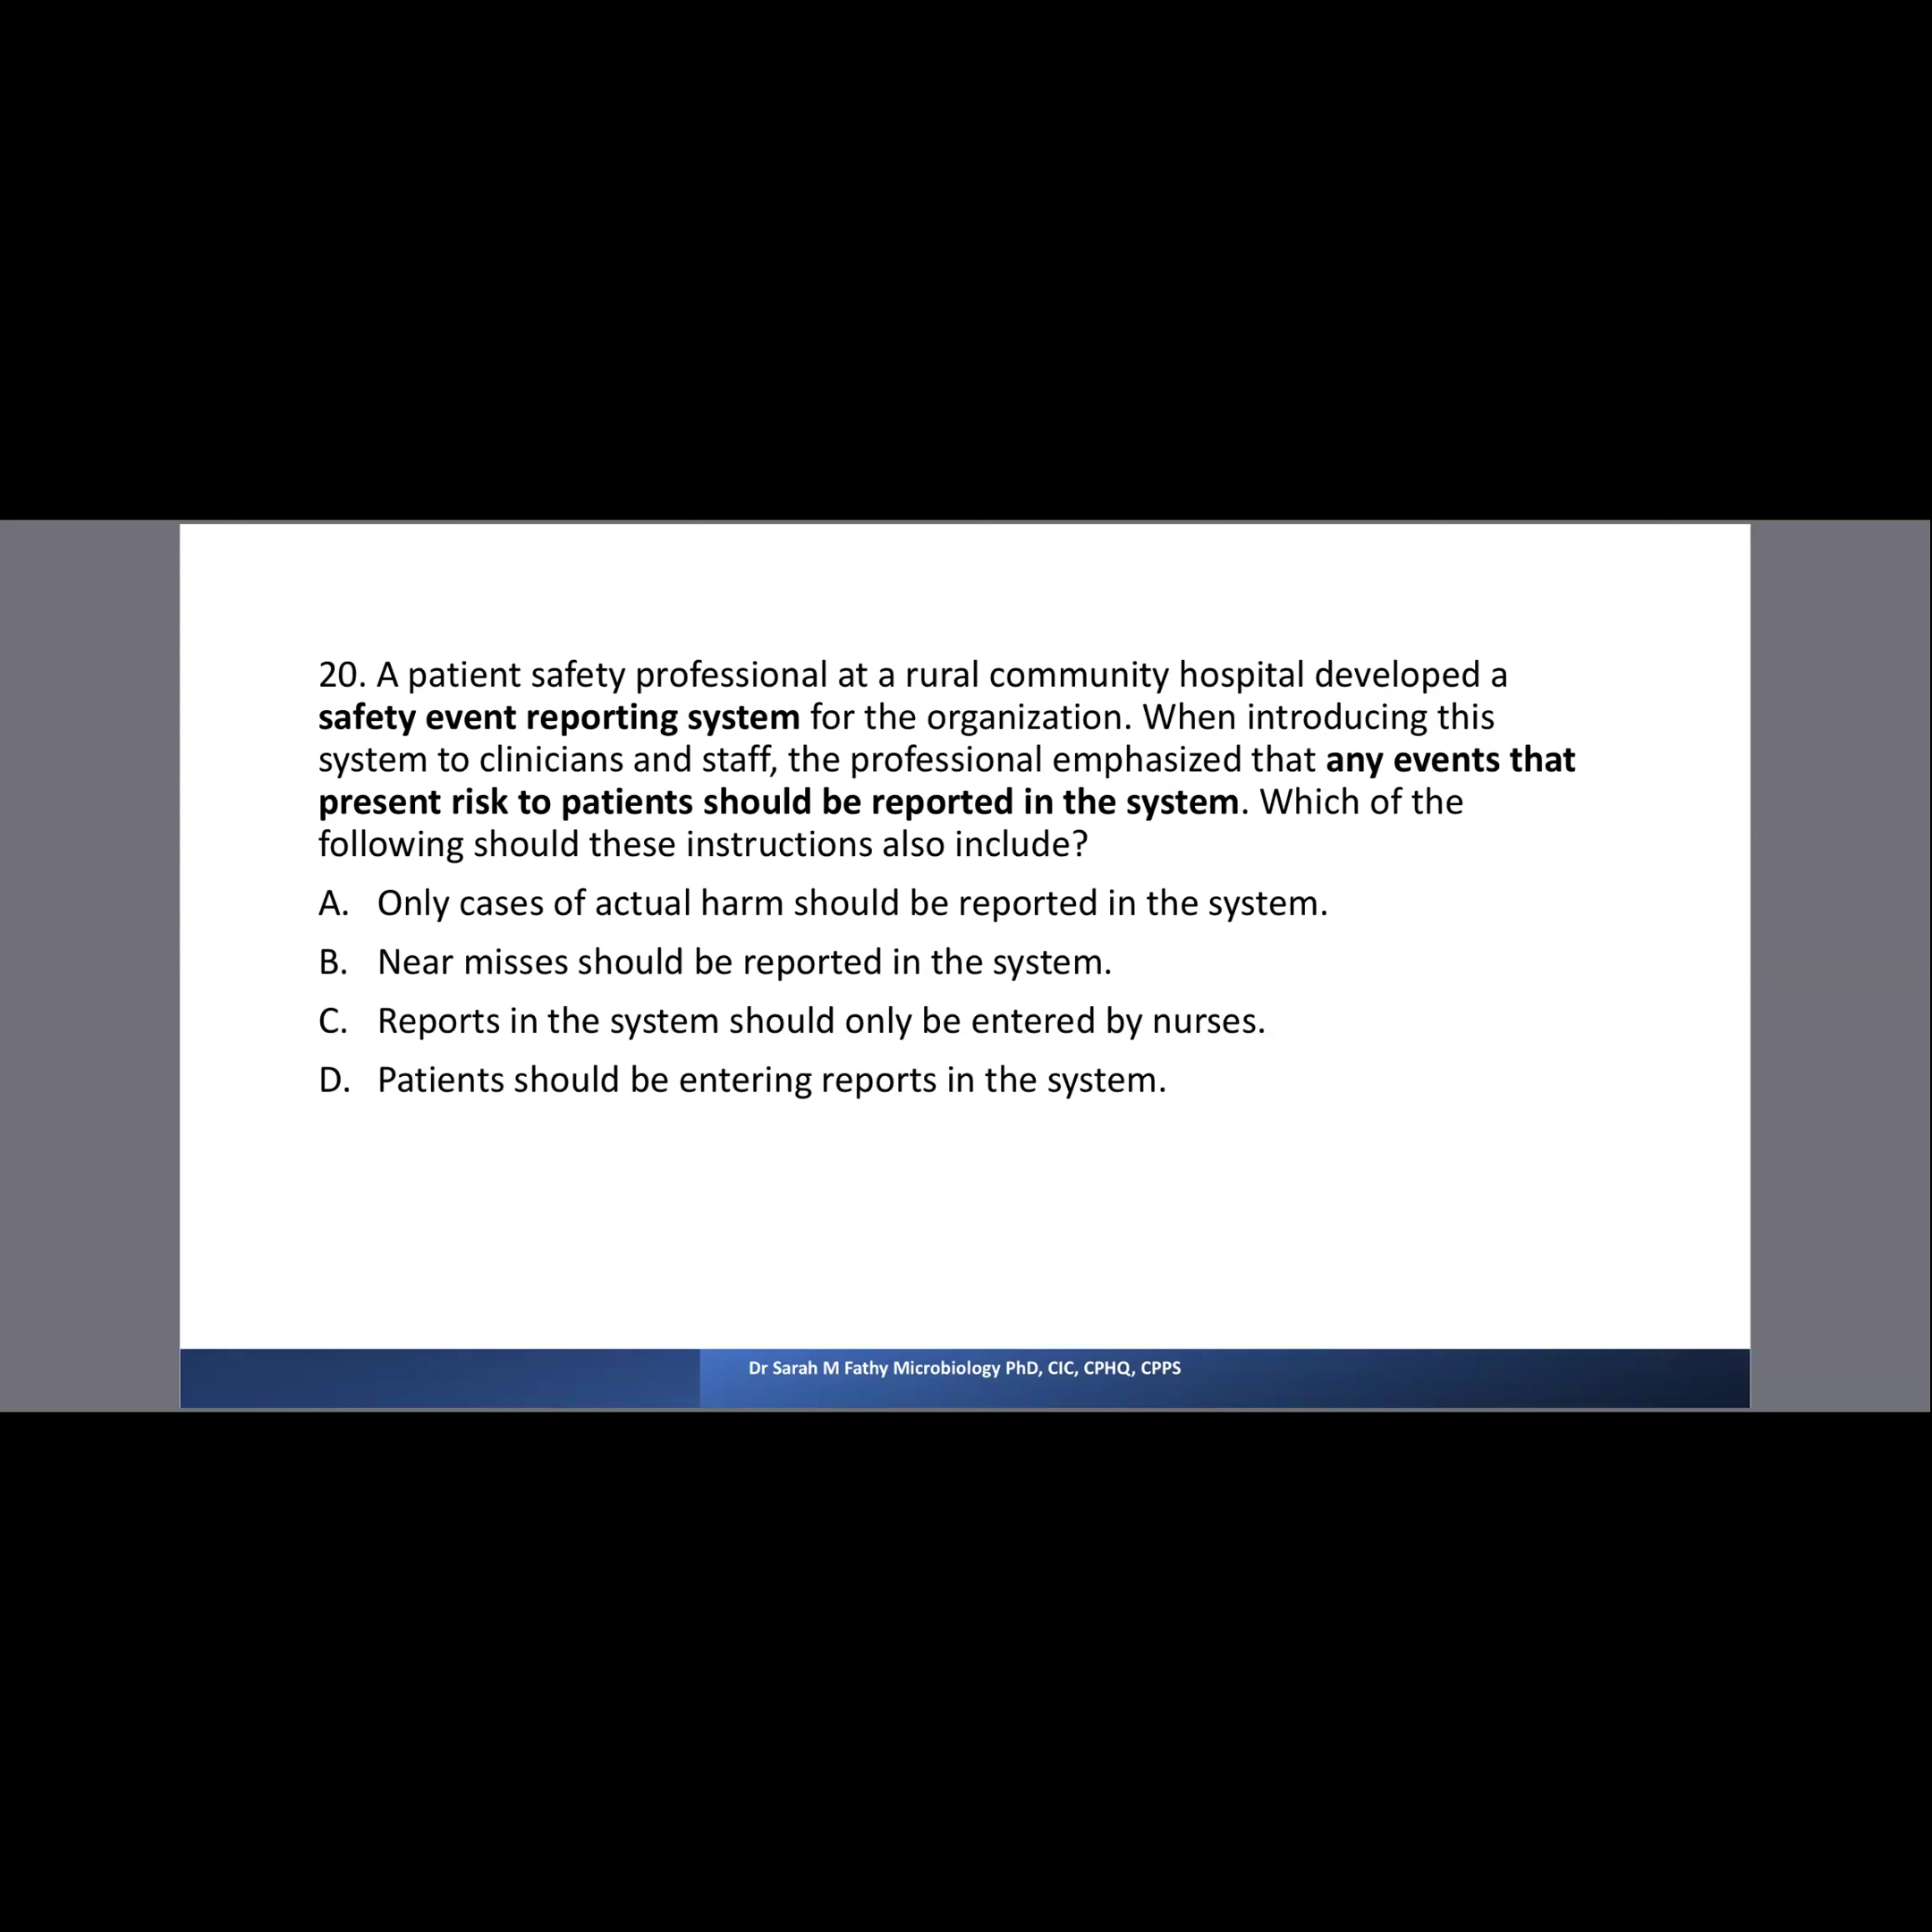 20. A patient safety professional at a rural community hospital developed a
safety event reporting system for the organization. When introducing this
system to clinicians and staff, the professional emphasized that any events that
present risk to patients should be reported in the system. Which of the
following should these instructions also include?
A. Only cases of actual harm should be reported in the system.
B. Near misses should be reported in the system.
C. Reports in the system should only be entered by nurses.
D. Patients should be entering reports in the system.
Dr Sarah M Fathy Microbiology PhD, CIC, CPHQ, CPPS